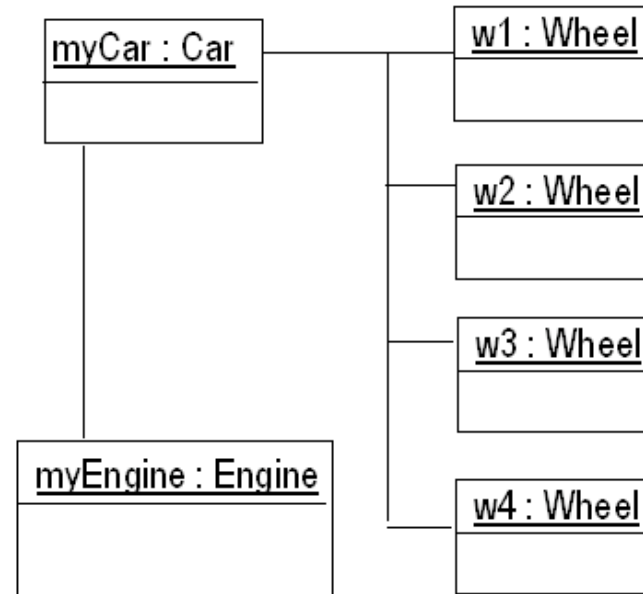 myCar : Car
w1 : Wheel
w2 : Wheel
w3 : Wheel
myEngine : Engine
w4 : Wheel